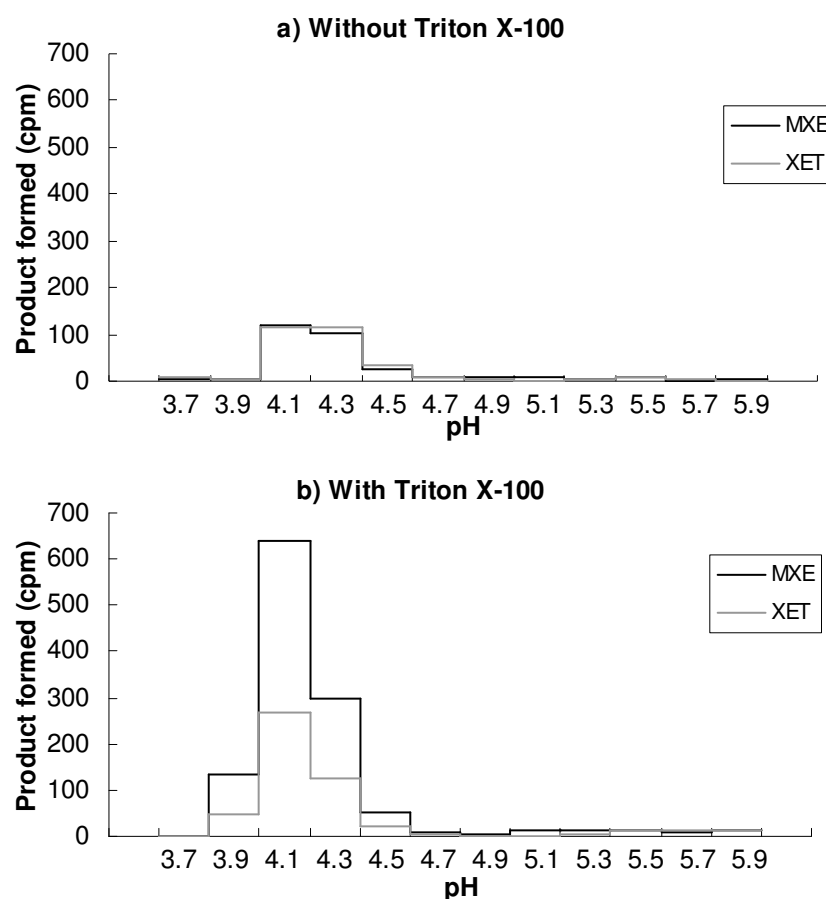 a) Without Triton X-100
700
600
500
400
300
200
100
0
Product formed (cpm)
MXE
XET
3.7 3.9 4.1 4.3 4.5 4.7 4.9 5.1 5.3 5.5 5.7 5.9
pH
b) With Triton X-100
700
600
500
400
300
200
100
0
Product formed (cpm)
MXE
XET
3.7 3.9 4.1 4.3 4.5 4.7 4.9 5.1 5.3 5.5 5.7 5.9
pH